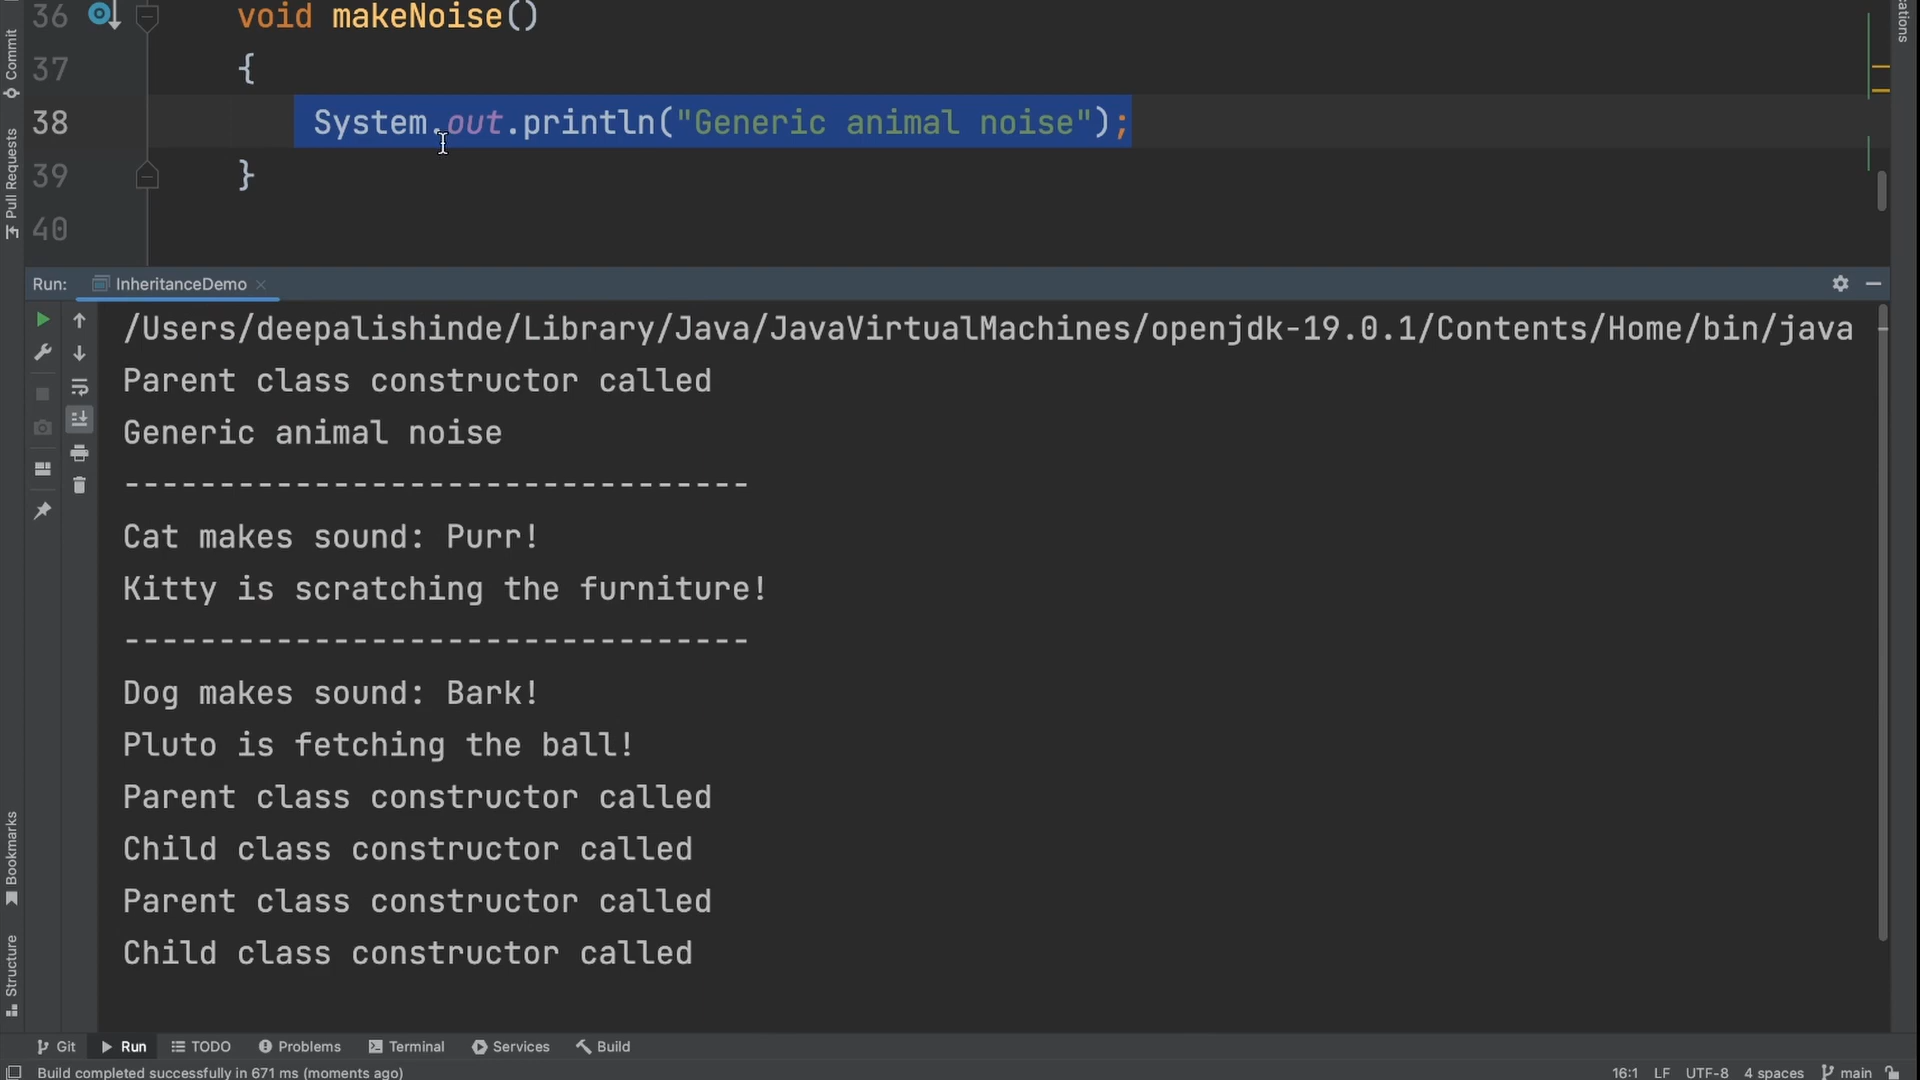 36 void makeNoise()
37 {
38 System.out.println("Generic animal noise");
39 }
40
Commit
Pull Requests
Run: InheritanceDemo
/Users/deepalishinde/Library/Java/JavaVirtualMachines/openjdk-19.0.1/Contents/Home/bin/java
Parent class constructor called
Generic animal noise
---------------------------------
Cat makes sound: Purr!
Kitty is scratching the furniture!
---------------------------------
Dog makes sound: Bark!
Pluto is fetching the ball!
Parent class constructor called
Child class constructor called
Parent class constructor called
Child class constructor called
Bookmarks
Structure
Git Run TODO Problems Terminal Services Build
Build completed successfully in 671 ms (moments ago) 16:1 LF UTF-8 4 spaces main